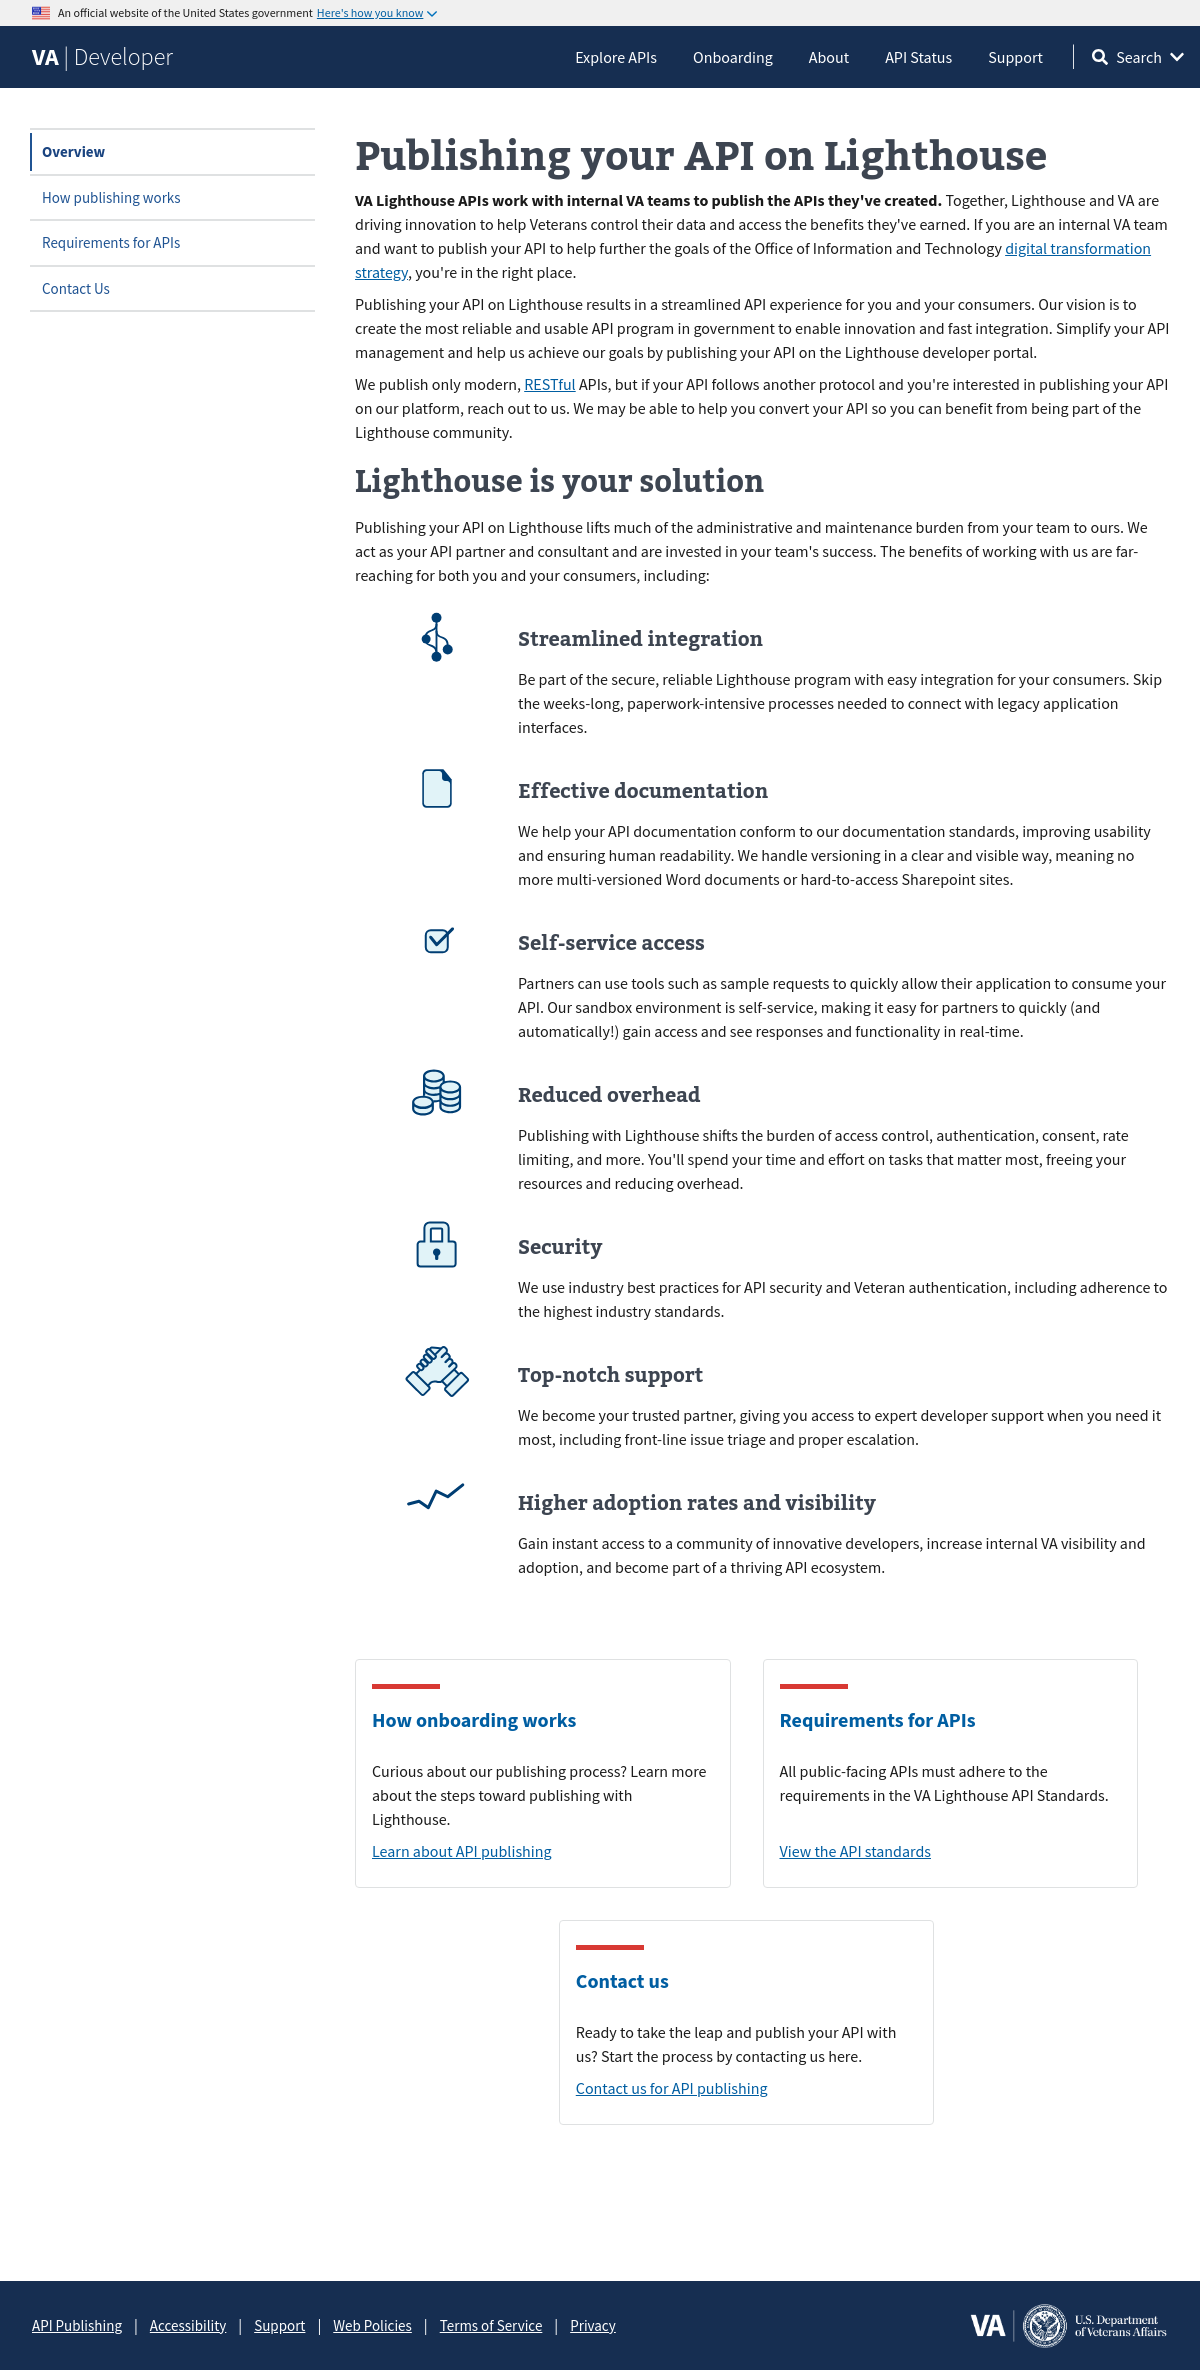 An official website of the United States government Here's how you know
VA | Developer
Explore APIs
Onboarding
About
API Status
Support
Search
Overview
How publishing works
Requirements for APIs
Contact Us
Publishing your API on Lighthouse
VA Lighthouse APIs work with internal VA teams to publish the APIs they've created. Together, Lighthouse and VA are
driving innovation to help Veterans control their data and access the benefits they've earned. If you are an internal VA team
and want to publish your API to help further the goals of the Office of Information and Technology digital transformation
strategy, you're in the right place.
Publishing your API on Lighthouse results in a streamlined API experience for you and your consumers. Our vision is to
create the most reliable and usable API program in government to enable innovation and fast integration. Simplify your API
management and help us achieve our goals by publishing your API on the Lighthouse developer portal.
We publish only modern, RESTful APIs, but if your API follows another protocol and you're interested in publishing your API
on our platform, reach out to us. We may be able to help you convert your API so you can benefit from being part of the
Lighthouse community.
Lighthouse is your solution
Publishing your API on Lighthouse lifts much of the administrative and maintenance burden from your team to ours. We
act as your API partner and consultant and are invested in your team's success. The benefits of working with us are far-
reaching for both you and your consumers, including:
Streamlined integration
Be part of the secure, reliable Lighthouse program with easy integration for your consumers. Skip
the weeks-long, paperwork-intensive processes needed to connect with legacy application
interfaces.
Effective documentation
We help your API documentation conform to our documentation standards, improving usability
and ensuring human readability. We handle versioning in a clear and visible way, meaning no
more multi-versioned Word documents or hard-to-access Sharepoint sites.
Self-service access
Partners can use tools such as sample requests to quickly allow their application to consume your
API. Our sandbox environment is self-service, making it easy for partners to quickly (and
automatically!) gain access and see responses and functionality in real-time.
Reduced overhead
Publishing with Lighthouse shifts the burden of access control, authentication, consent, rate
limiting, and more. You'll spend your time and effort on tasks that matter most, freeing your
resources and reducing overhead.
Security
We use industry best practices for API security and Veteran authentication, including adherence to
the highest industry standards.
Top-notch support
We become your trusted partner, giving you access to expert developer support when you need it
most, including front-line issue triage and proper escalation.
Higher adoption rates and visibility
Gain instant access to a community of innovative developers, increase internal VA visibility and
adoption, and become part of a thriving API ecosystem.
How onboarding works
Curious about our publishing process? Learn more
about the steps toward publishing with
Lighthouse.
Learn about API publishing
Requirements for APIs
All public-facing APIs must adhere to the
requirements in the VA Lighthouse API Standards.
View the API standards
Contact us
Ready to take the leap and publish your API with
us? Start the process by contacting us here.
Contact us for API publishing
API Publishing | Accessibility | Support | Web Policies | Terms of Service | Privacy
VA
U.S. Department
of Veterans Affairs